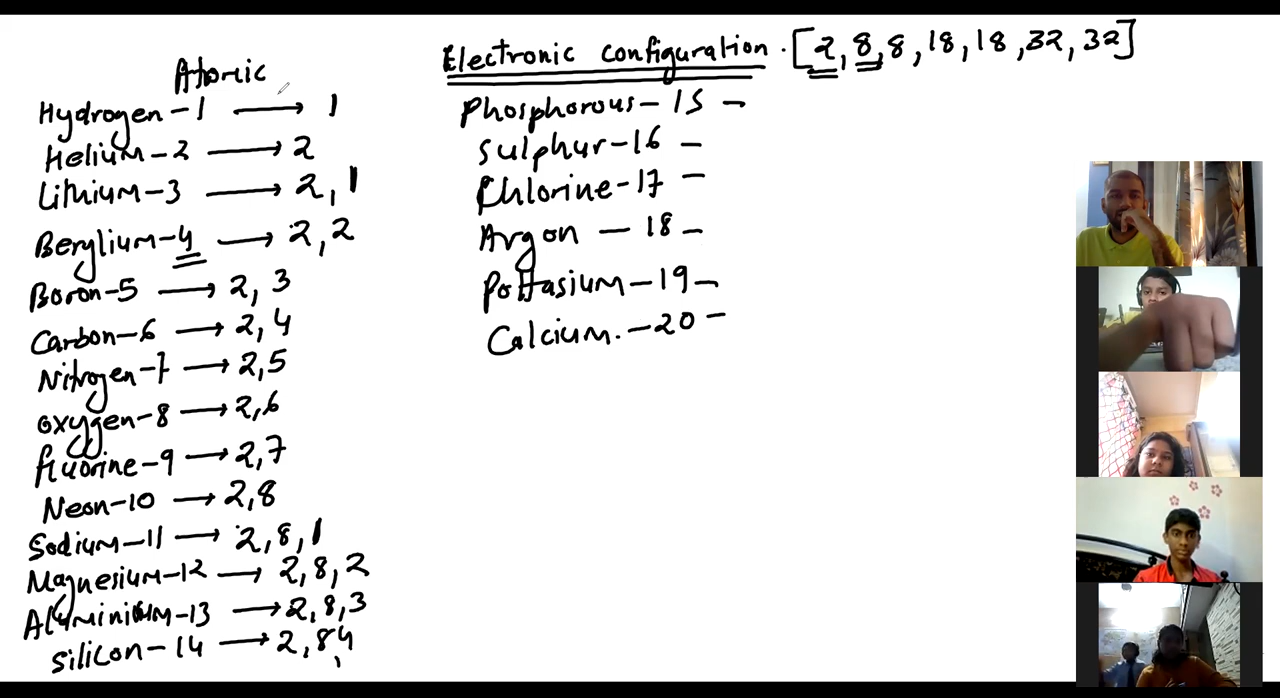 Atomic
Hydrogen-1 → 1
Helium-2 → 2
Lithium-3 → 2, 1
Berylium-4 → 2, 2
Boron-5 → 2, 3
Carbon-6 → 2, 4
Nitrogen-7 → 2,5
Oxygen-8 → 2,6
fluorine-9 → 2,7
Neon-10 → 2,8
Sodium-11 → 2,8,1
Magnesium-12 → 2,8,2
Aluminium-13 → 2,8,3
Silicon-14 → 2,8,4
Electronic configuration. [2, 8, 8, 18, 18, 32, 32]
Phosphorous-15 -
Sulphur-16 -
Chlorine-17 -
Argon - 18 -
Pottasium-19 -
Calcium.-20 -